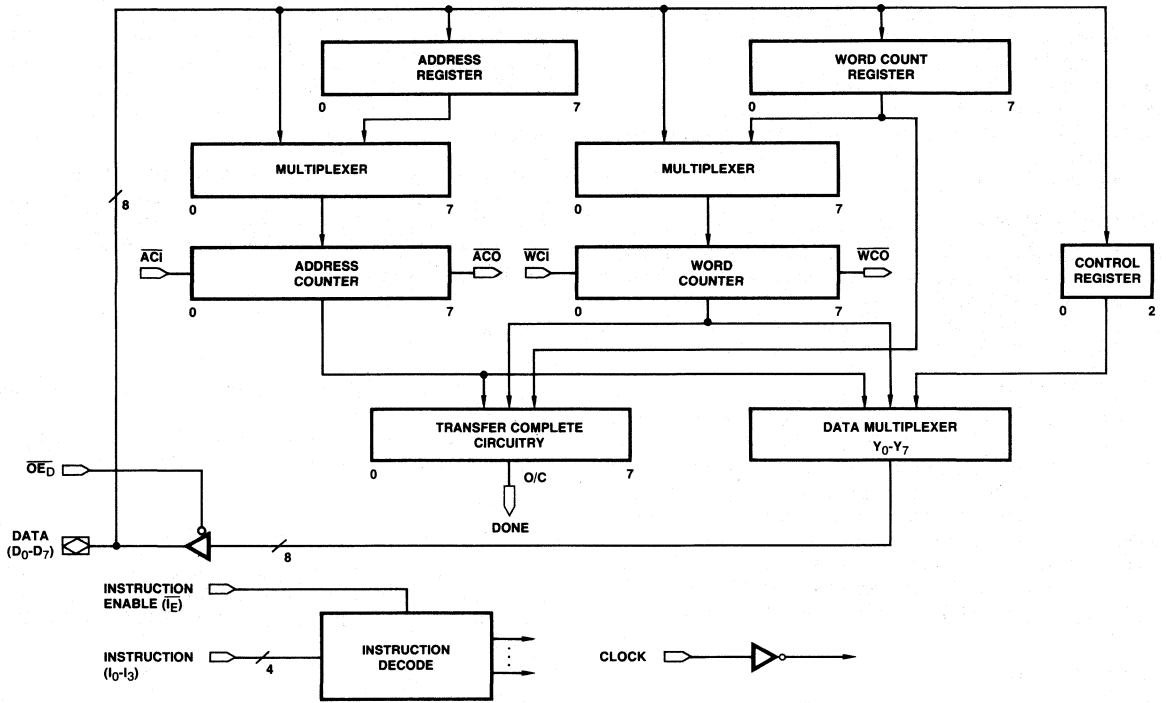 ADDRESS
REGISTER
0 7
WORD COUNT
REGISTER
0 7
MULTIPLEXER
0 7
MULTIPLEXER
0 7
8
ACI
ADDRESS
COUNTER
ACO
0 7
WCI
WORD
COUNTER
WCO
0 7
CONTROL
REGISTER
0 2
TRANSFER COMPLETE
CIRCUITRY
0 7
O/C
DONE
DATA MULTIPLEXER
Y0-Y7
OED
DATA
(D0-D7)
8
INSTRUCTION
ENABLE (IE)
INSTRUCTION
(I0-I3)
4
INSTRUCTION
DECODE
CLOCK